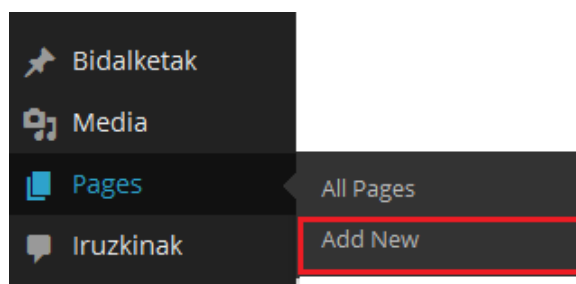 Bidalketak
Media
Pages
All Pages
Iruzkinak
Add New